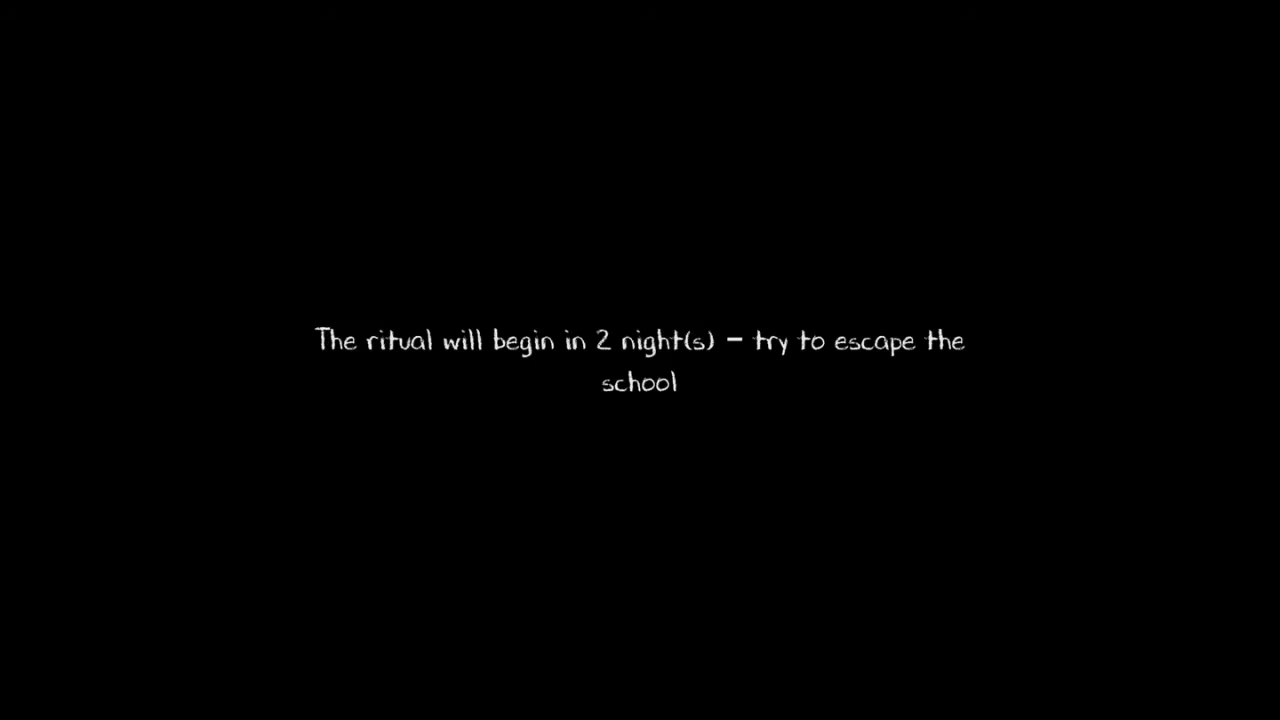 The ritual will begin in 2 night(s) - try to escape the
school